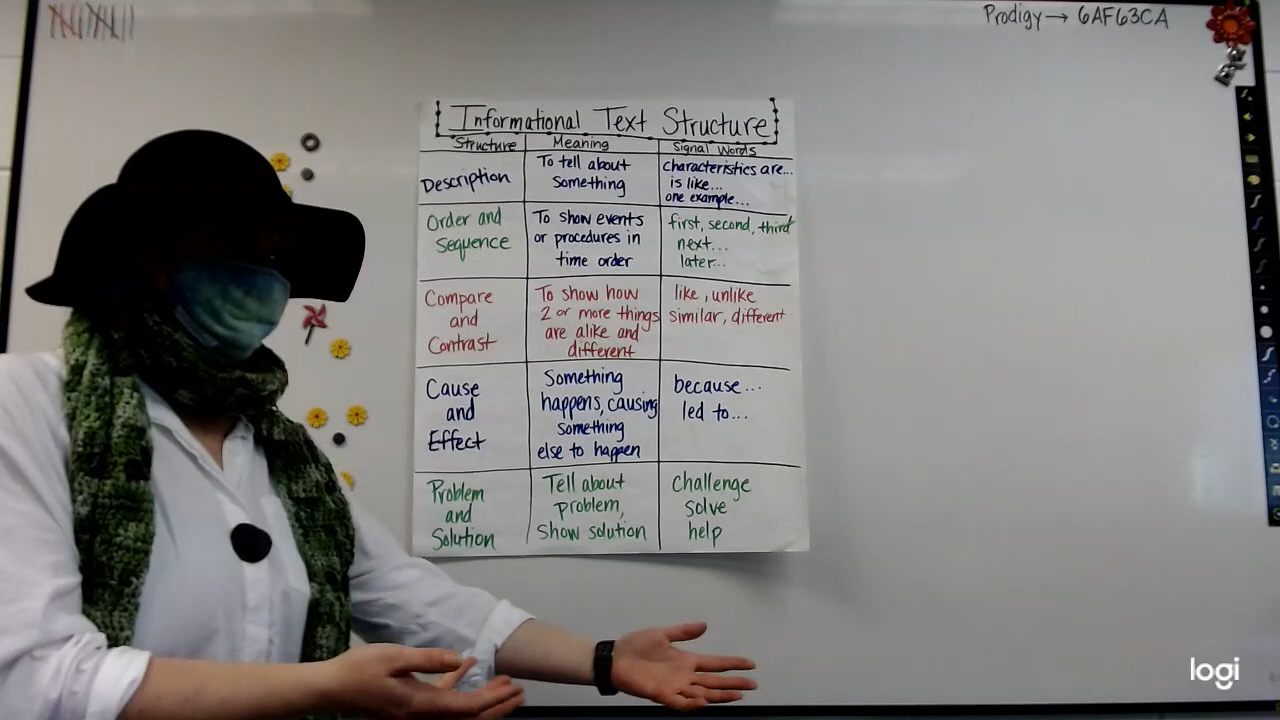 Prodigy → 6AF63CA
Informational Text Structure
Structure Meaning Signal Words
Description
To tell about
something
Characteristics are...
is like...
one example...
Order and
Sequence
To show events
or procedures in
time order
first, second, third
next...
later...
Compare
and
Contrast
To show how
2 or more things
are alike and
different
like, unlike
similar, different
Cause
and
Effect
Something
happens, causing
something
else to happen
because...
led to...
Problem
and
Solution
Tell about
problem,
Show solution
Challenge
solve
help
logi